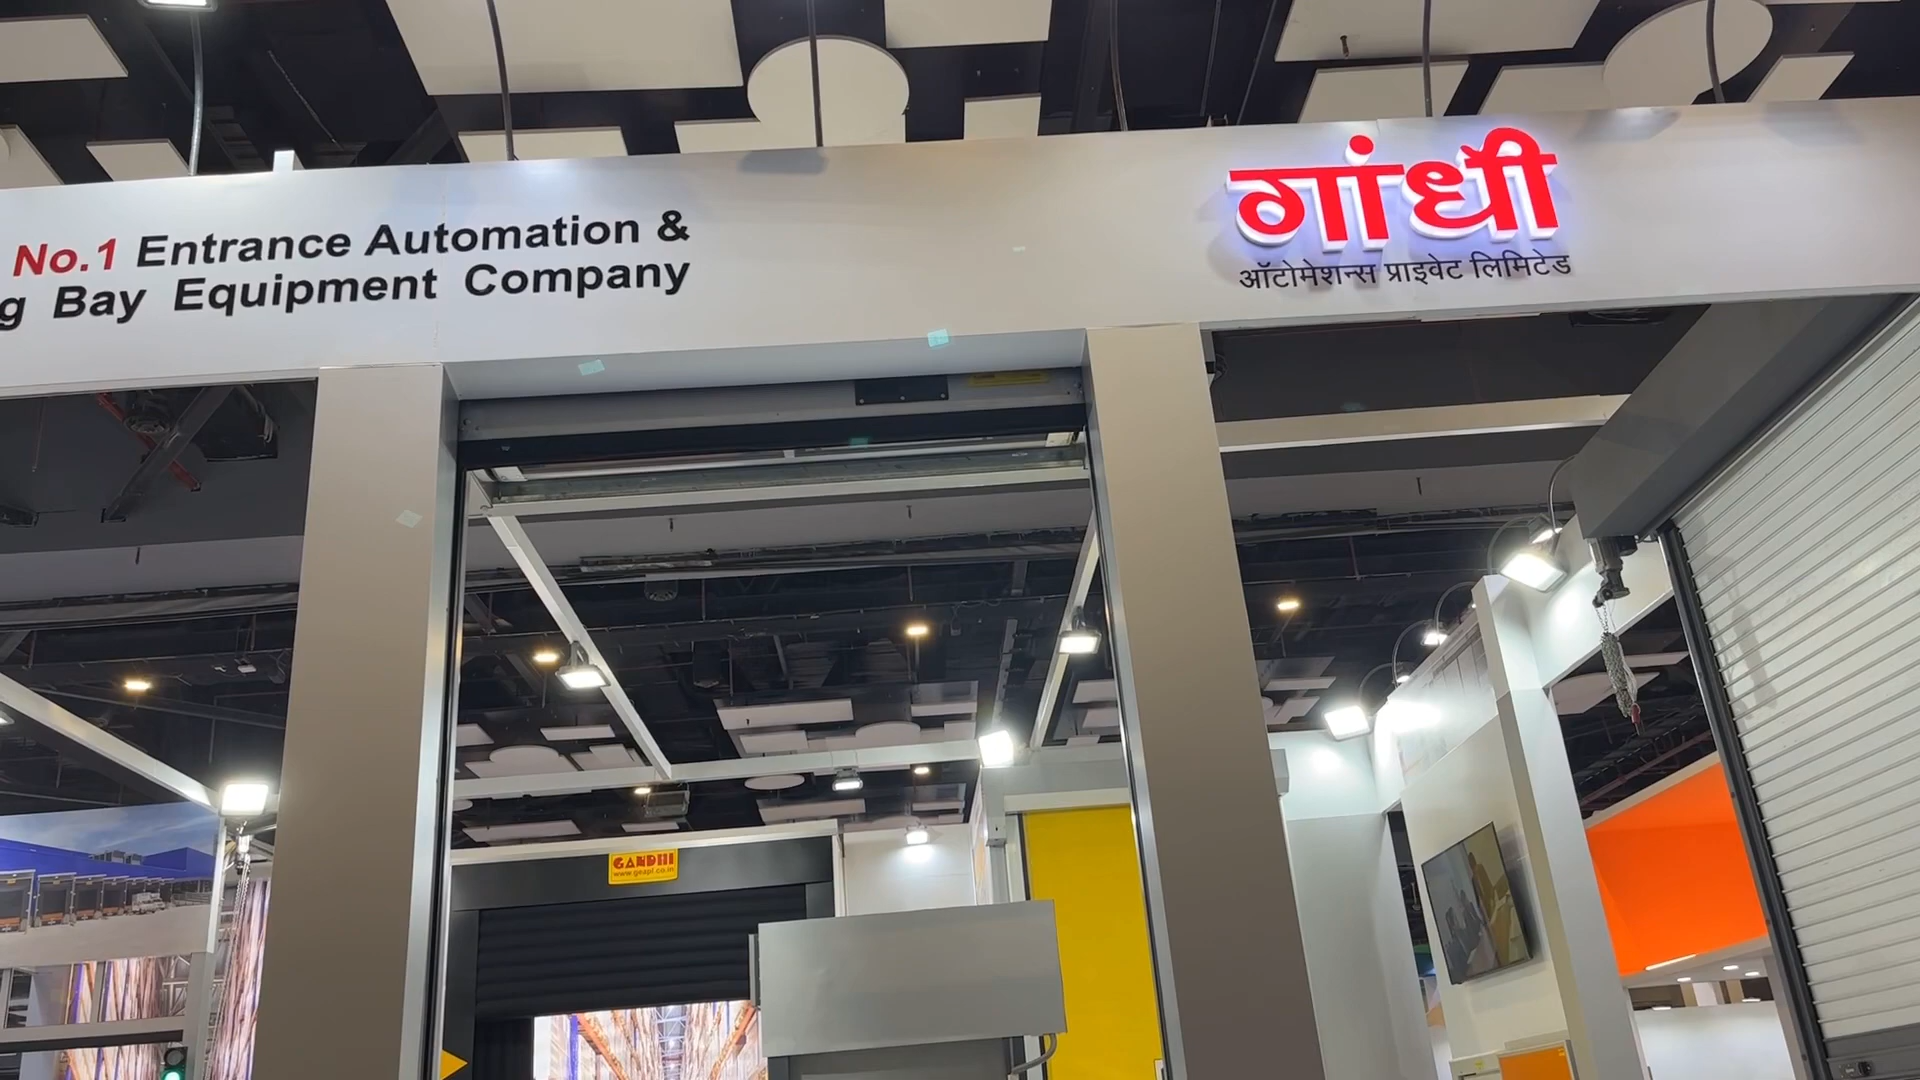 No.1 Entrance Automation &
Bay Equipment Company
गांधी
ऑटोमेशन्स प्राइवेट लिमिटेड
GANDHI
www.geapl.co.in